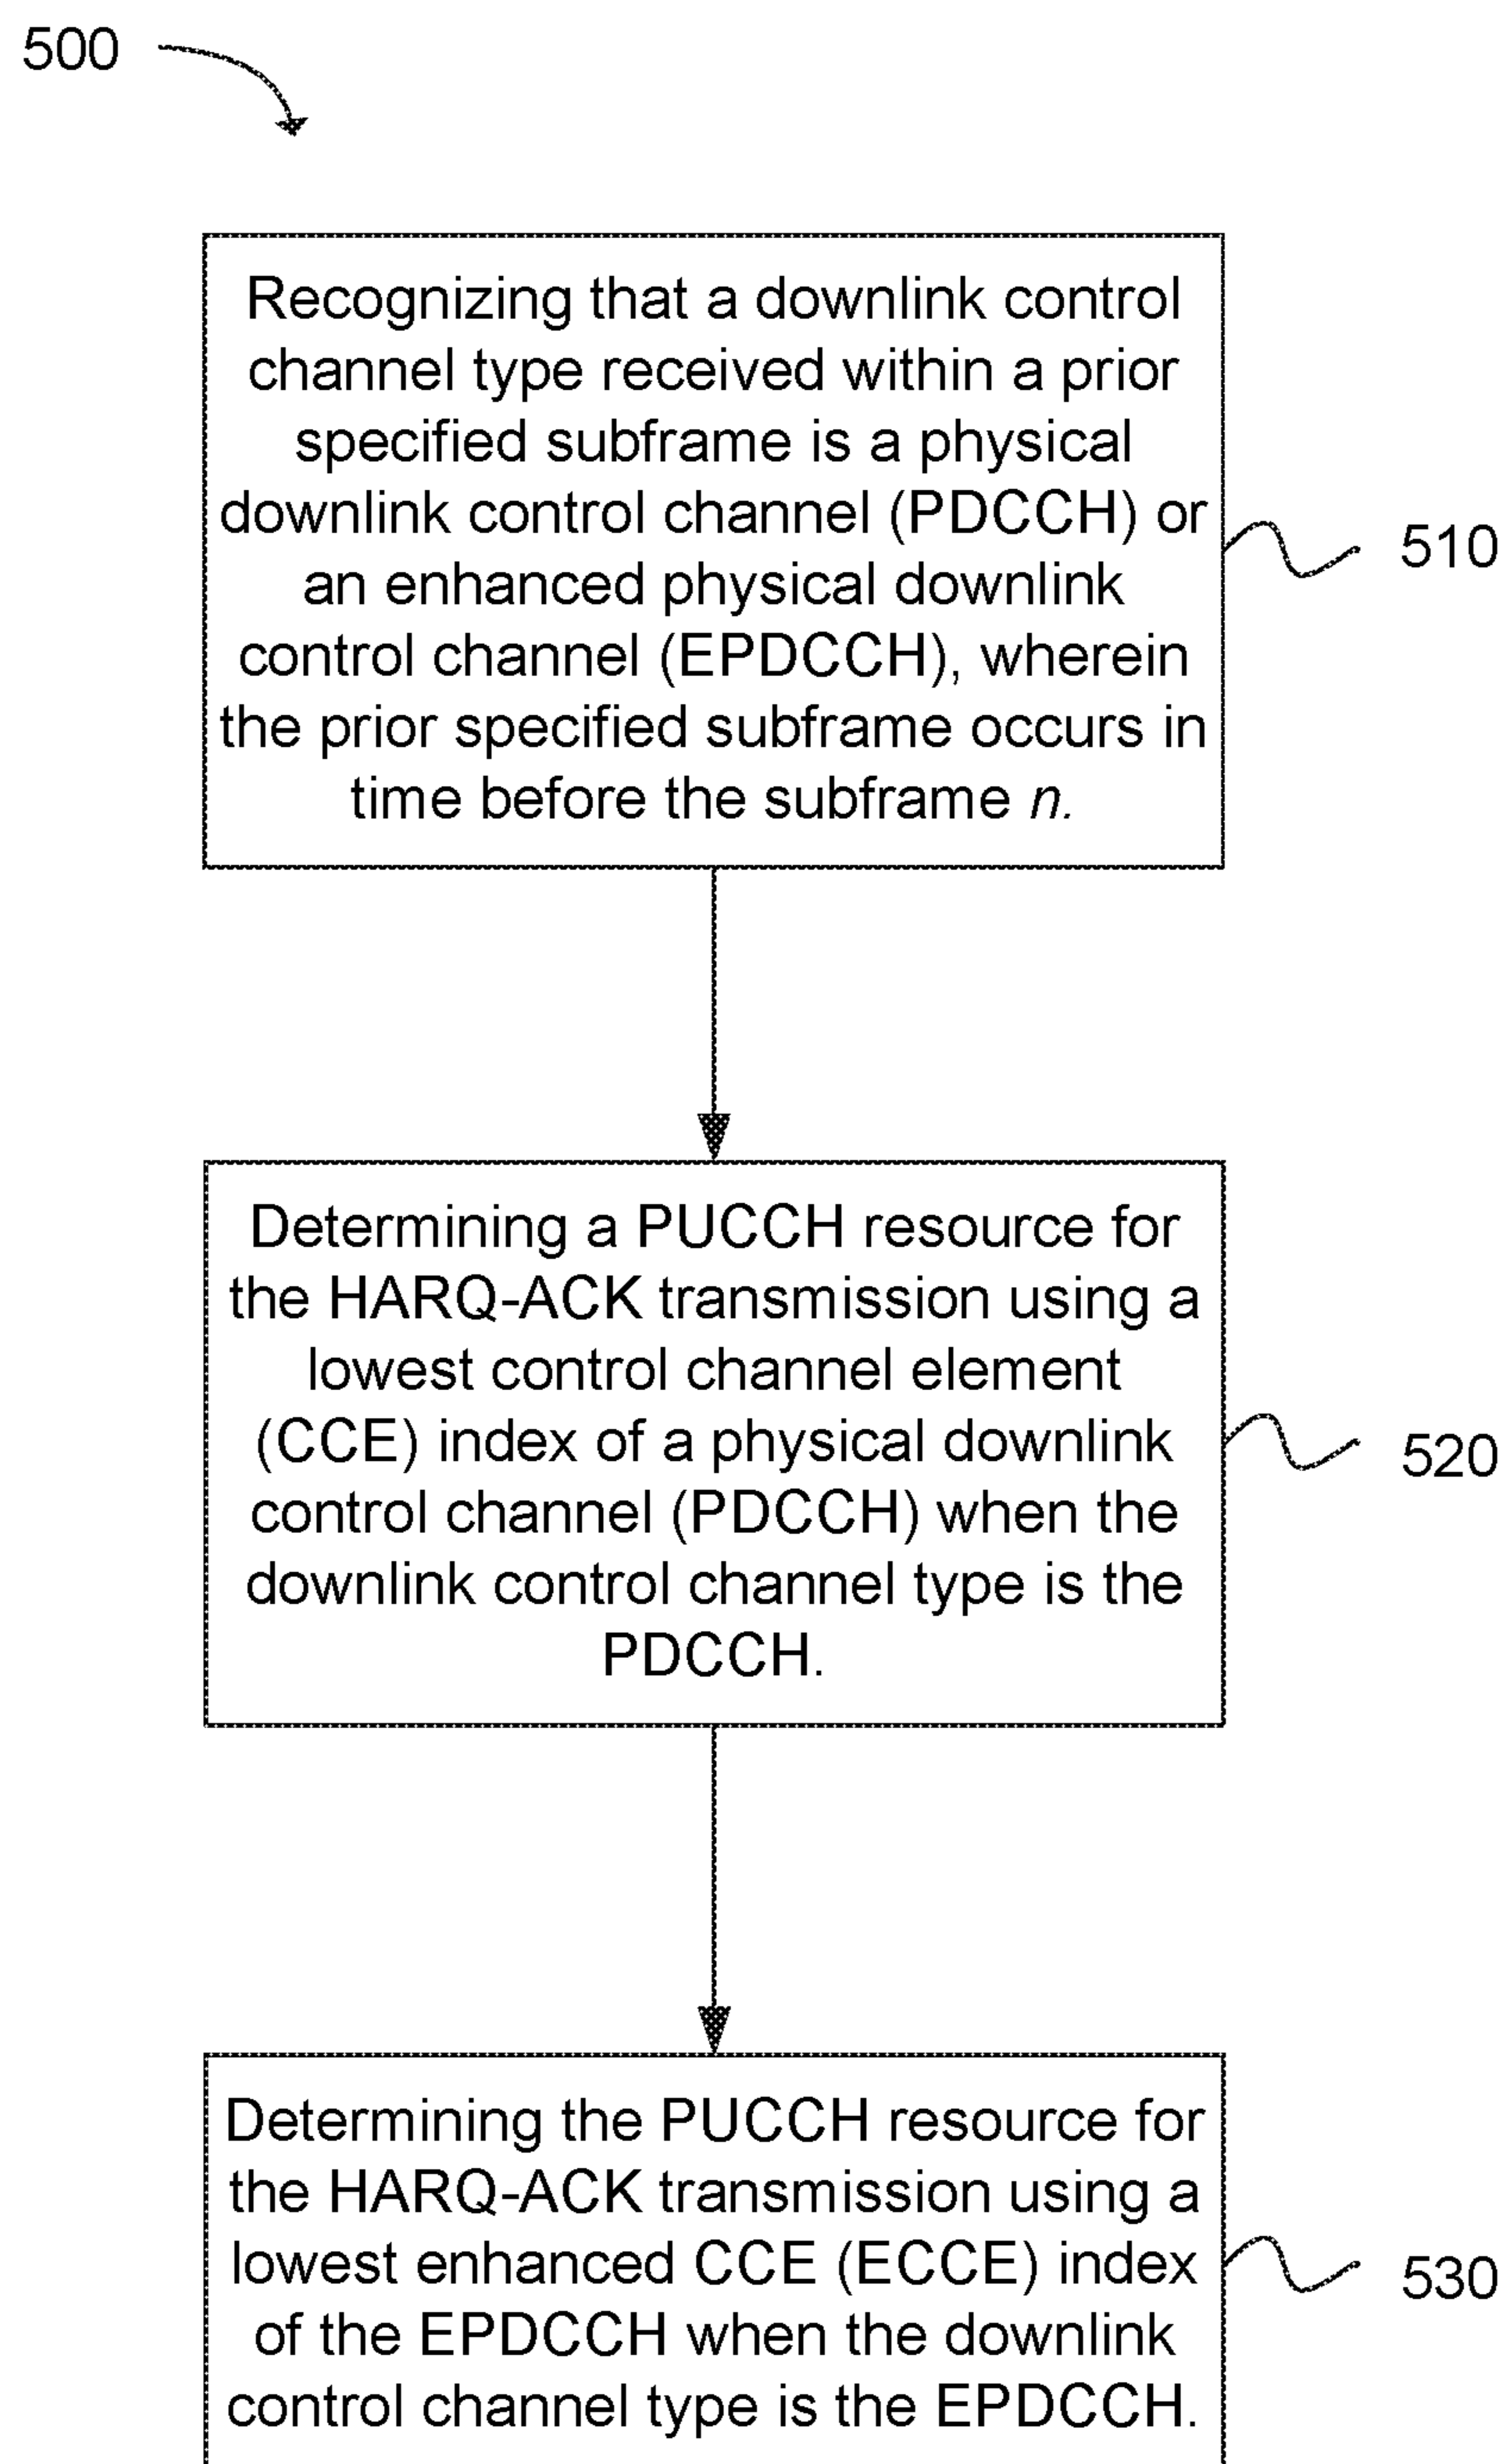 500
Recognizing that a downlink control
channel type received within a prior
specified subframe is a physical
downlink control channel (PDCCH) or
an enhanced physical downlink
control channel (EPDCCH), wherein
the prior specified subframe occurs in
time before the subframe n.
510
Determining a PUCCH resource for
the HARQ-ACK transmission using a
lowest control channel element
(CCE) index of a physical downlink
control channel (PDCCH) when the
downlink control channel type is the
PDCCH.
520
Determining the PUCCH resource for
the HARQ-ACK transmission using a
lowest enhanced CCE (ECCE) index
of the EPDCCH when the downlink
control channel type is the EPDCCH.
530